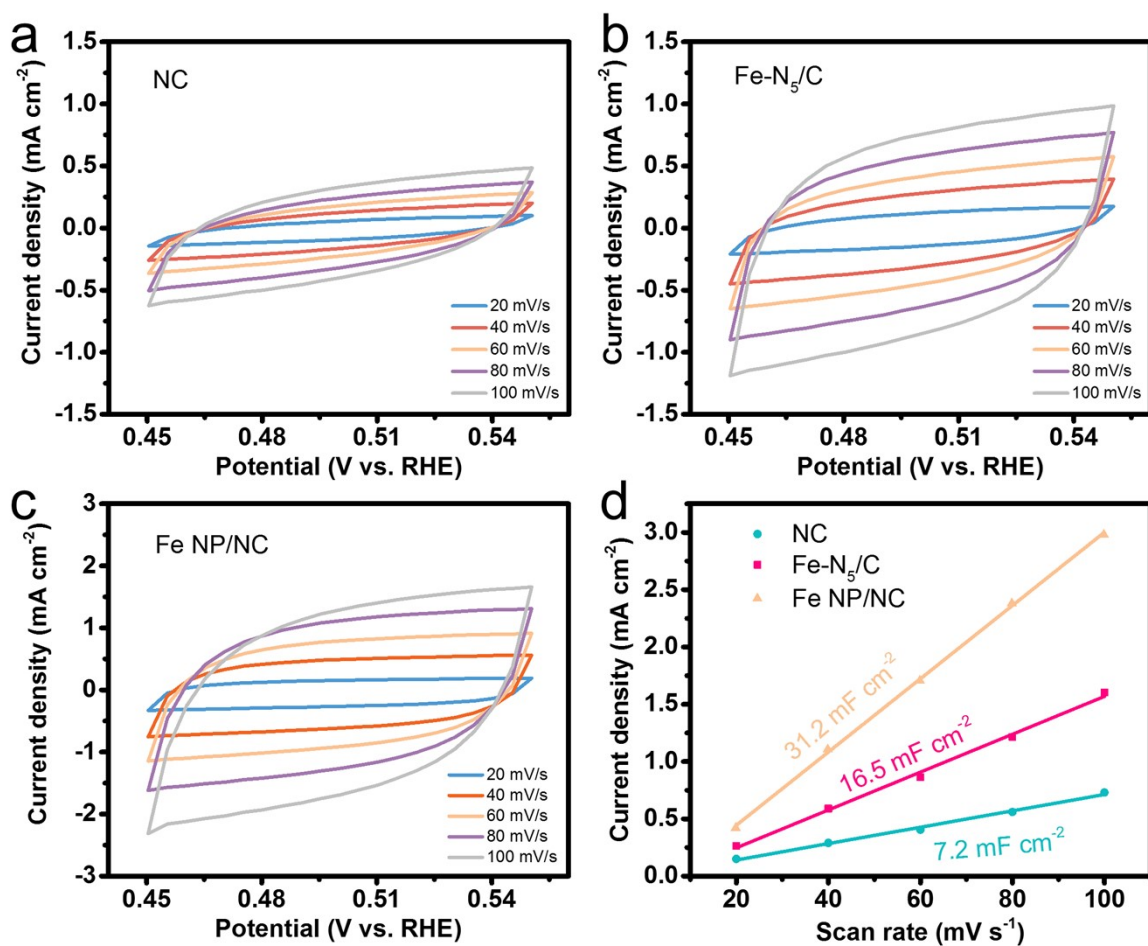 a
NC
1.5
1.0
0.5
0.0
-0.5
-1.0
-1.5
Current density (mA cm⁻²)
0.45
0.48
0.51
0.54
Potential (V vs. RHE)
20 mV/s
40 mV/s
60 mV/s
80 mV/s
100 mV/s
b
Fe-N₅/C
1.5
1.0
0.5
0.0
-0.5
-1.0
-1.5
Current density (mA cm⁻²)
0.45
0.48
0.51
0.54
Potential (V vs. RHE)
20 mV/s
40 mV/s
60 mV/s
80 mV/s
100 mV/s
c
Fe NP/NC
3
2
1
0
-1
-2
-3
Current density (mA cm⁻²)
0.45
0.48
0.51
0.54
Potential (V vs. RHE)
20 mV/s
40 mV/s
60 mV/s
80 mV/s
100 mV/s
d
NC
Fe-N₅/C
Fe NP/NC
3.0
2.5
2.0
1.5
1.0
0.5
0.0
Current density (mA cm⁻²)
31.2 mF cm⁻²
16.5 mF cm⁻²
7.2 mF cm⁻²
20
40
60
80
100
Scan rate (mV s⁻¹)